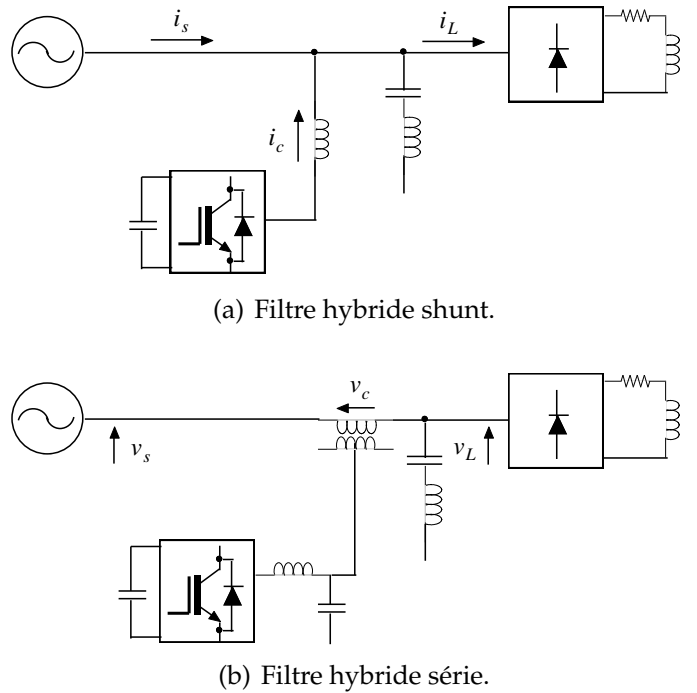 i_s
i_L
i_c
(a) Filtre hybride shunt.
v_c
v_s
v_L
(b) Filtre hybride série.